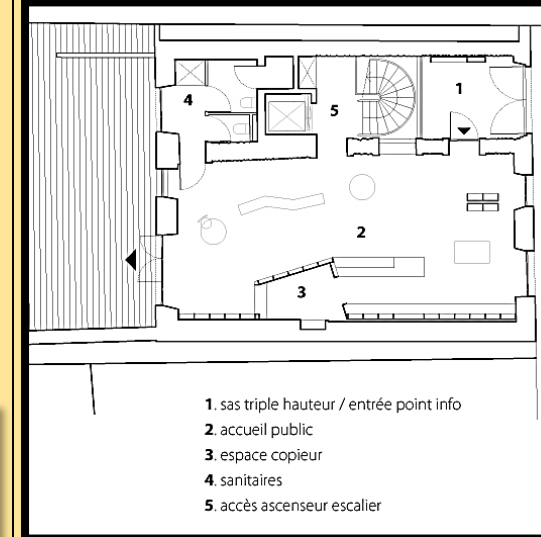 4
5
1
2
3
1. sas triple hauteur / entrée point info
2. accueil public
3. espace copieur
4. sanitaires
5. accès ascenseur escalier